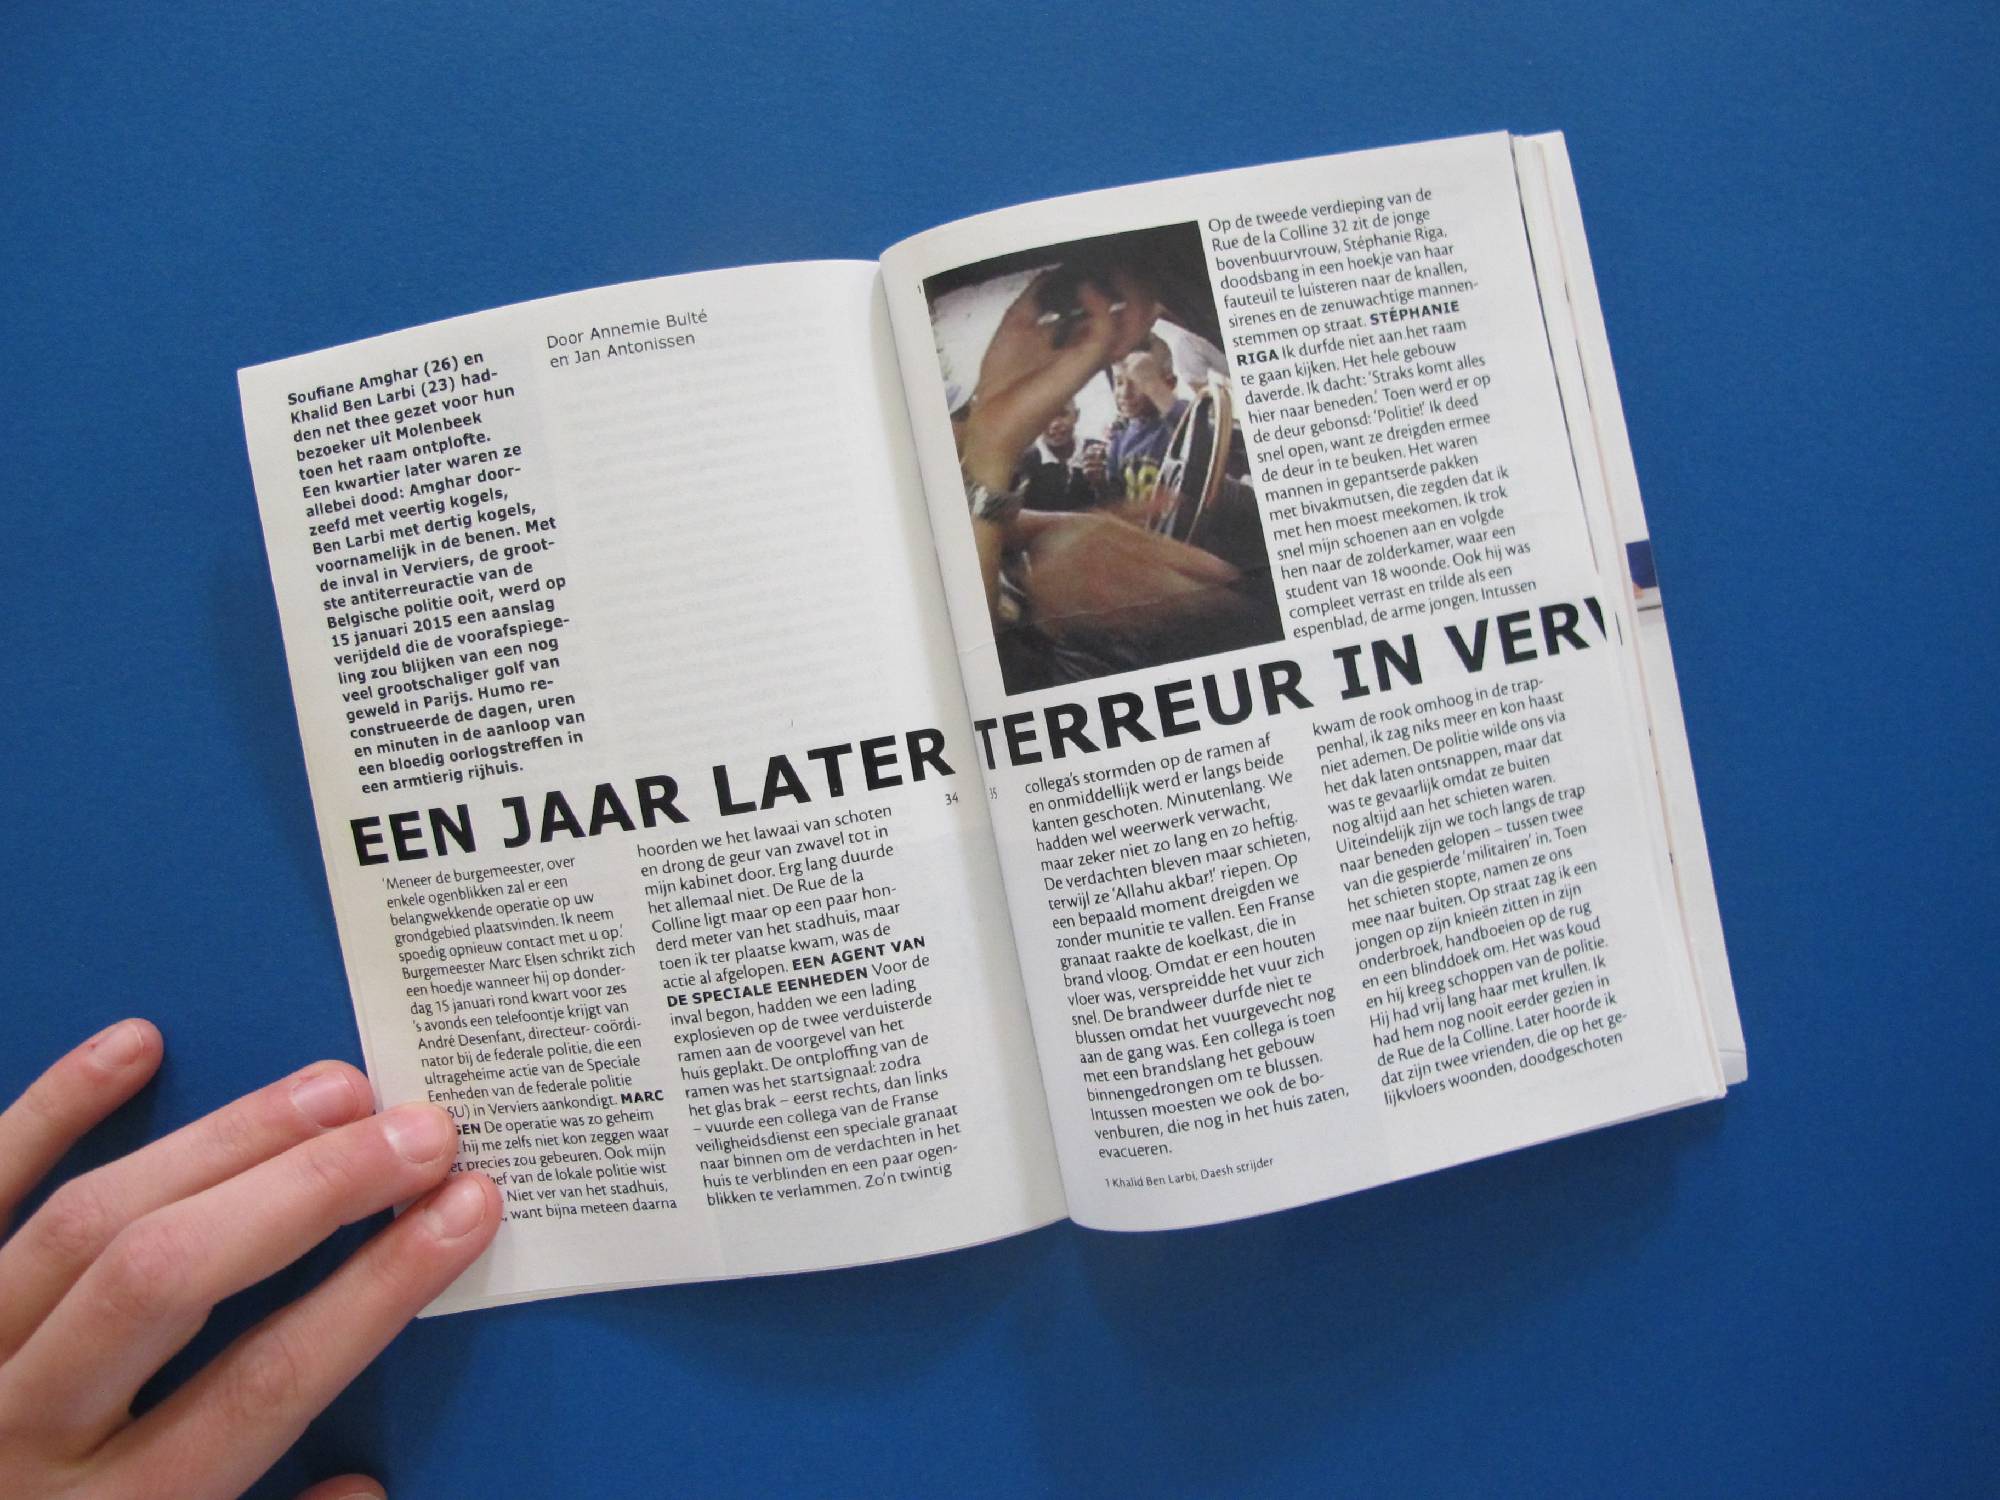 Soufiane Amghar (26) en
Khalid Ben Larbi (23) had-
den net thee gezet voor hun
bezoeker uit Molenbeek
toen het raam ontplofte.
Een kwartier later waren ze
allebei dood: Amghar door-
zeefd met veertig kogels,
Ben Larbi met dertig kogels,
voornamelijk in de benen. Met
de inval in Verviers, de groot-
ste antiterreuractie van de
Belgische politie ooit, werd op
15 januari 2015 een aanslag
verijdeld die de voorafspiege-
ling zou blijken van een nog
veel grootschaliger golf van
geweld in Parijs. Humo re-
construeerde de dagen, uren
en minuten in de aanloop van
een bloedig oorlogstreffen in
een armtierig rijhuis.
Door Annemie Bulté
en Jan Antonissen
EEN JAAR LATER
34
'Meneer de burgemeester, over
enkele ogenblikken zal er een
belangwekkende operatie op uw
grondgebied plaatsvinden. Ik neem
spoedig opnieuw contact met u op.'
Burgemeester Marc Elsen schrikt zich
een hoedje wanneer hij op donder-
dag 15 januari rond kwart voor zes
's avonds een telefoontje krijgt van
André Desenfant, directeur- coördi-
nator bij de federale politie, die een
ultrageheime actie van de Speciale
Eenheden van de federale politie
SU) in Verviers aankondigt. MARC
SEN De operatie was zo geheim
hij me zelfs niet kon zeggen waar
et precies zou gebeuren. Ook mijn
hef van de lokale politie wist
Niet ver van het stadhuis,
, want bijna meteen daarna
hoorden we het lawaai van schoten
en drong de geur van zwavel tot in
mijn kabinet door. Erg lang duurde
het allemaal niet. De Rue de la
Colline ligt maar op een paar hon-
derd meter van het stadhuis, maar
toen ik ter plaatse kwam, was de
actie al afgelopen. EEN AGENT VAN
DE SPECIALE EENHEDEN Voor de
inval begon, hadden we een lading
explosieven op de twee verduisterde
ramen aan de voorgevel van het
huis geplakt. De ontploffing van de
ramen was het startsignaal: zodra
het glas brak – eerst rechts, dan links
– vuurde een collega van de Franse
veiligheidsdienst een speciale granaat
naar binnen om de verdachten in het
huis te verblinden en een paar ogen-
blikken te verlammen. Zo'n twintig
1
Op de tweede verdieping van de
Rue de la Colline 32 zit de jonge
bovenbuurvrouw, Stéphanie Riga,
doodsbang in een hoekje van haar
fauteuil te luisteren naar de knallen,
sirenes en de zenuwachtige mannen-
stemmen op straat. STÉPHANIE
RIGA Ik durfde niet aan het raam
te gaan kijken. Het hele gebouw
daverde. Ik dacht: 'Straks komt alles
hier naar beneden.' Toen werd er op
de deur gebonsd: 'Politie!' Ik deed
snel open, want ze dreigden ermee
de deur in te beuken. Het waren
mannen in gepantserde pakken
met bivakmutsen, die zegden dat ik
met hen moest meekomen. Ik trok
snel mijn schoenen aan en volgde
hen naar de zolderkamer, waar een
student van 18 woonde. Ook hij was
compleet verrast en trilde als een
espenblad, de arme jongen. Intussen
TERREUR IN VERV
35
collega's stormden op de ramen af
en onmiddellijk werd er langs beide
kanten geschoten. Minutenlang. We
hadden wel weerwerk verwacht,
maar zeker niet zo lang en zo heftig.
De verdachten bleven maar schieten,
terwijl ze 'Allahu akbar!' riepen. Op
een bepaald moment dreigden we
zonder munitie te vallen. Een Franse
granaat raakte de koelkast, die in
brand vloog. Omdat er een houten
vloer was, verspreidde het vuur zich
snel. De brandweer durfde niet te
blussen omdat het vuurgevecht nog
aan de gang was. Een collega is toen
met een brandslang het gebouw
binnengedrongen om te blussen.
Intussen moesten we ook de bo-
venburen, die nog in het huis zaten,
evacueren.
kwam de rook omhoog in de trap-
penhal, ik zag niks meer en kon haast
niet ademen. De politie wilde ons via
het dak laten ontsnappen, maar dat
was te gevaarlijk omdat ze buiten
nog altijd aan het schieten waren.
Uiteindelijk zijn we toch langs de trap
naar beneden gelopen – tussen twee
van die gespierde 'militairen' in. Toen
het schieten stopte, namen ze ons
mee naar buiten. Op straat zag ik een
jongen op zijn knieën zitten in zijn
onderbroek, handboeien op de rug
en een blinddoek om. Het was koud
en hij kreeg schoppen van de politie.
Hij had vrij lang haar met krullen. Ik
had hem nog nooit eerder gezien in
de Rue de la Colline. Later hoorde ik
dat zijn twee vrienden, die op het ge-
lijkvloers woonden, doodgeschoten
1 Khalid Ben Larbi, Daesh strijder